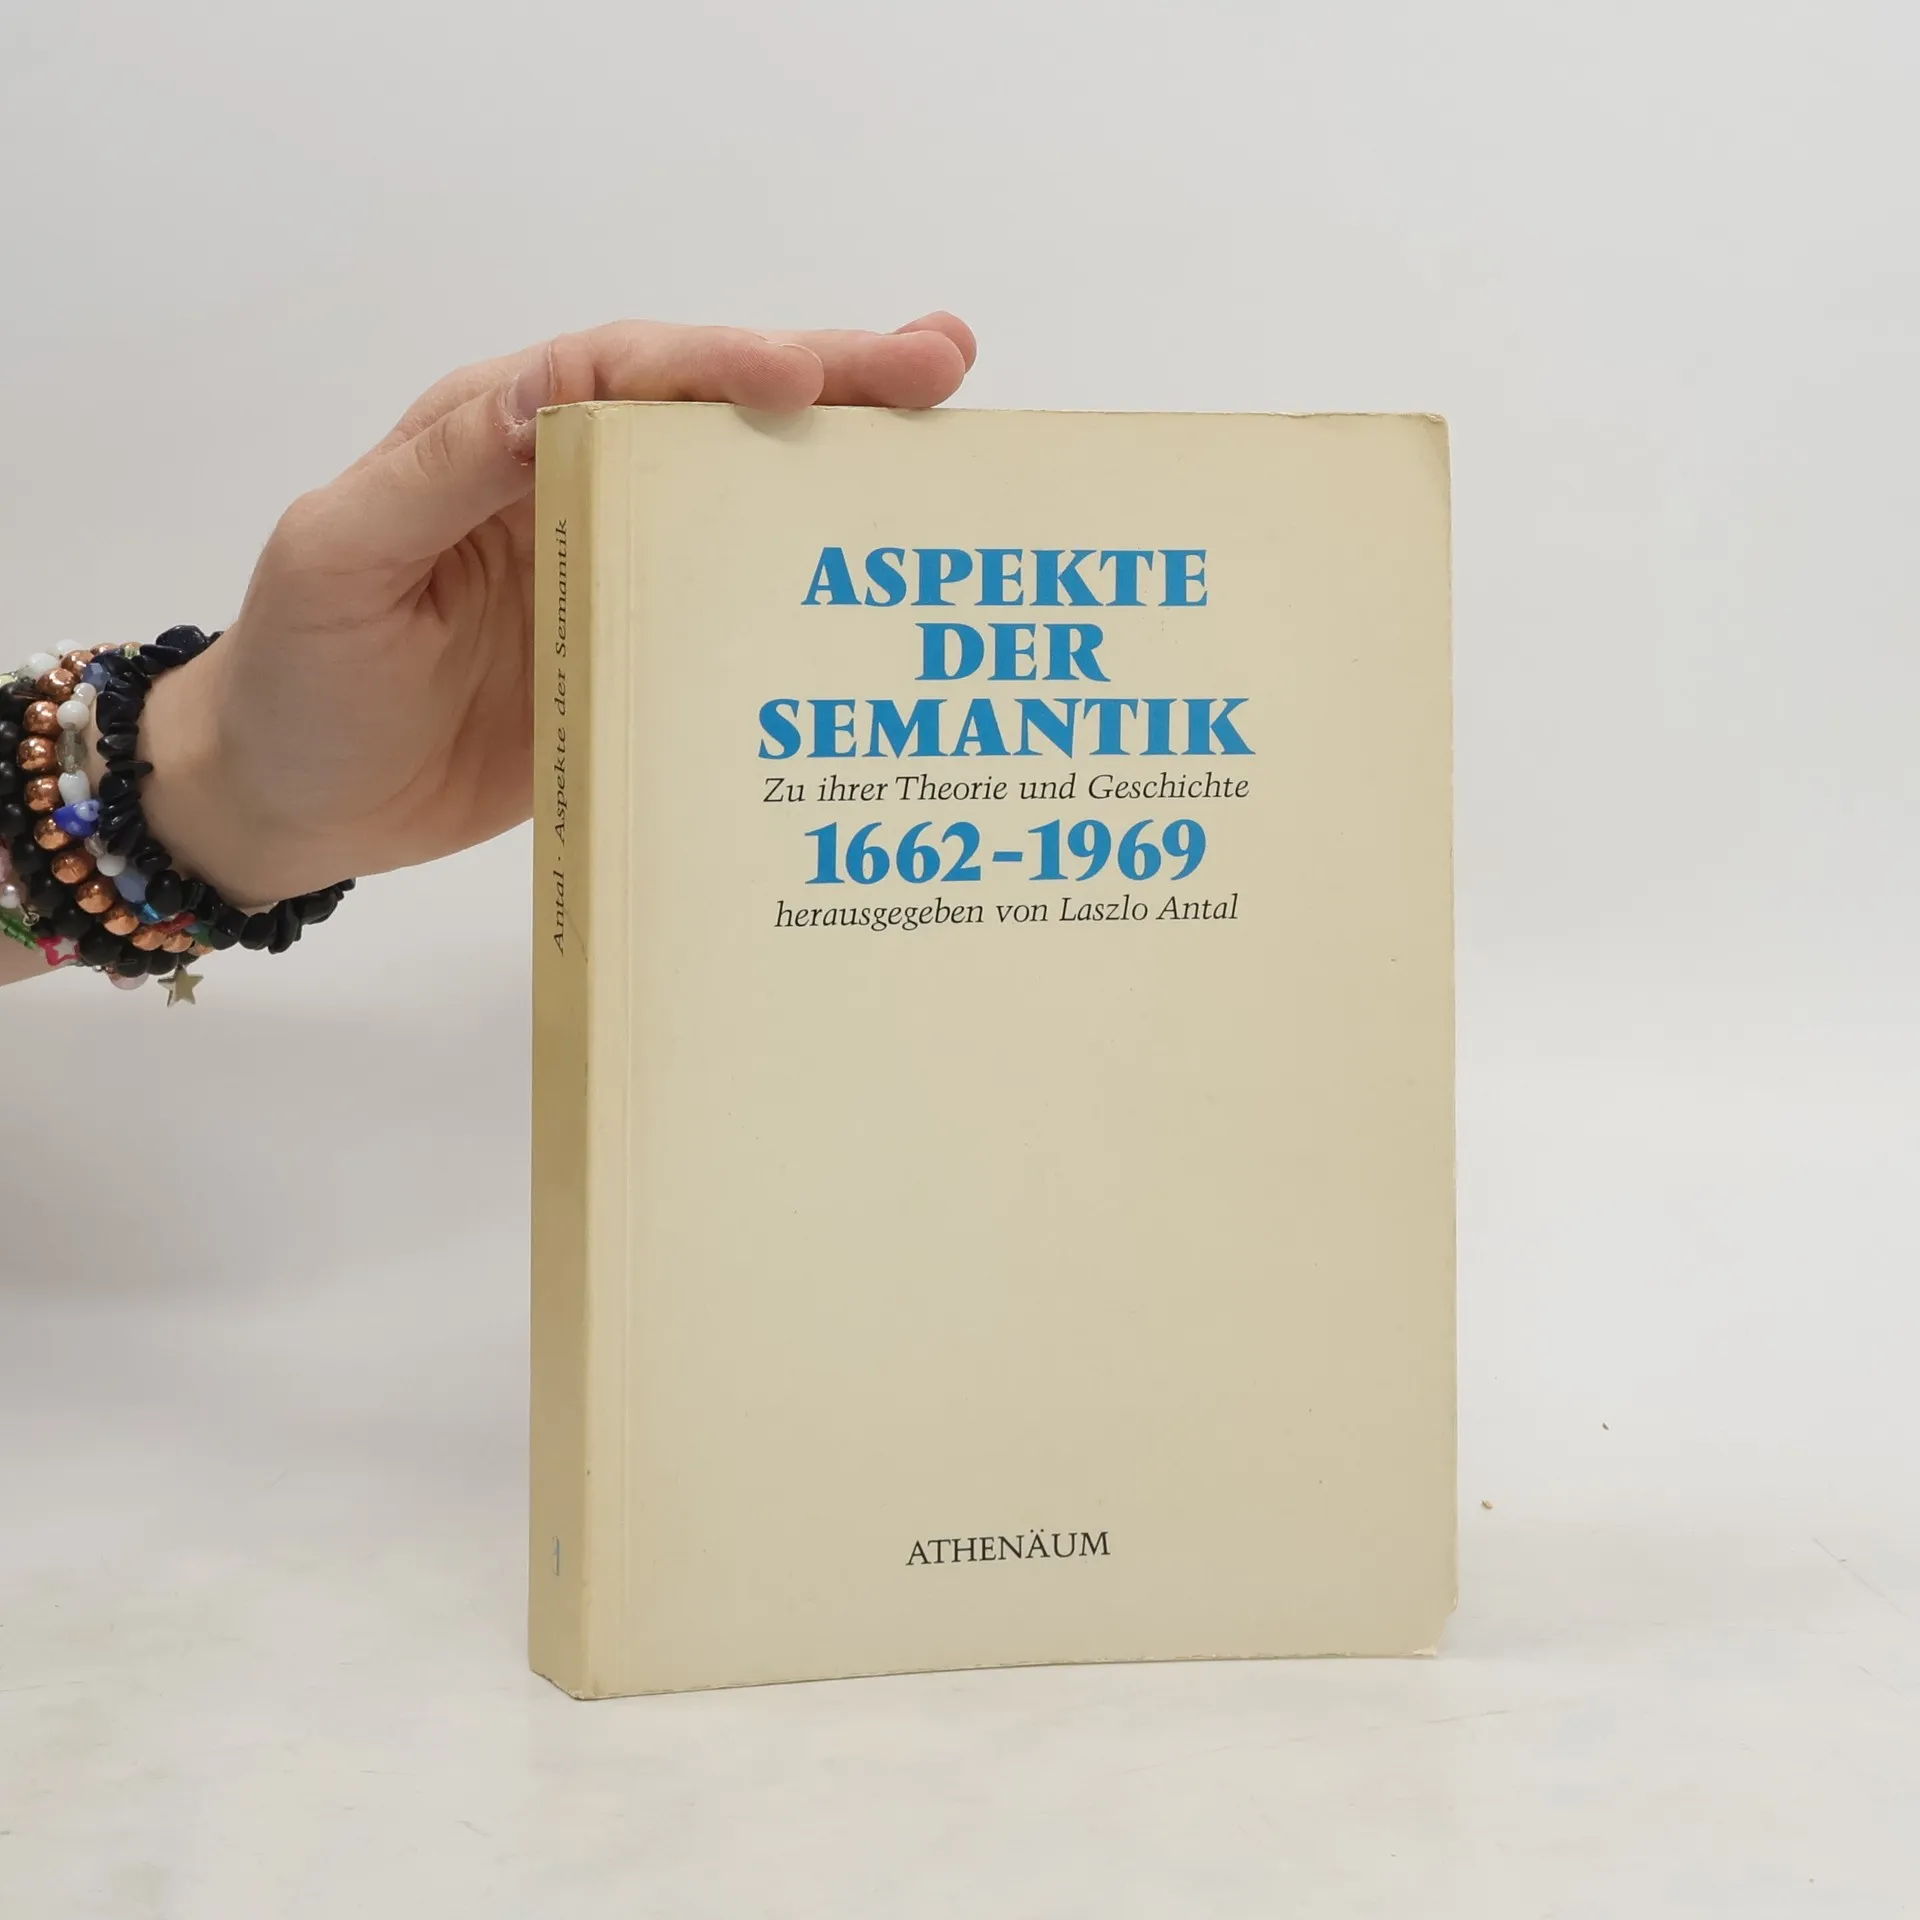 Antal · Aspekte der Semantik
ASPEKTE
DER
SEMANTIK
Zu ihrer Theorie und Geschichte
1662-1969
herausgegeben von Laszlo Antal
ATHENÄUM